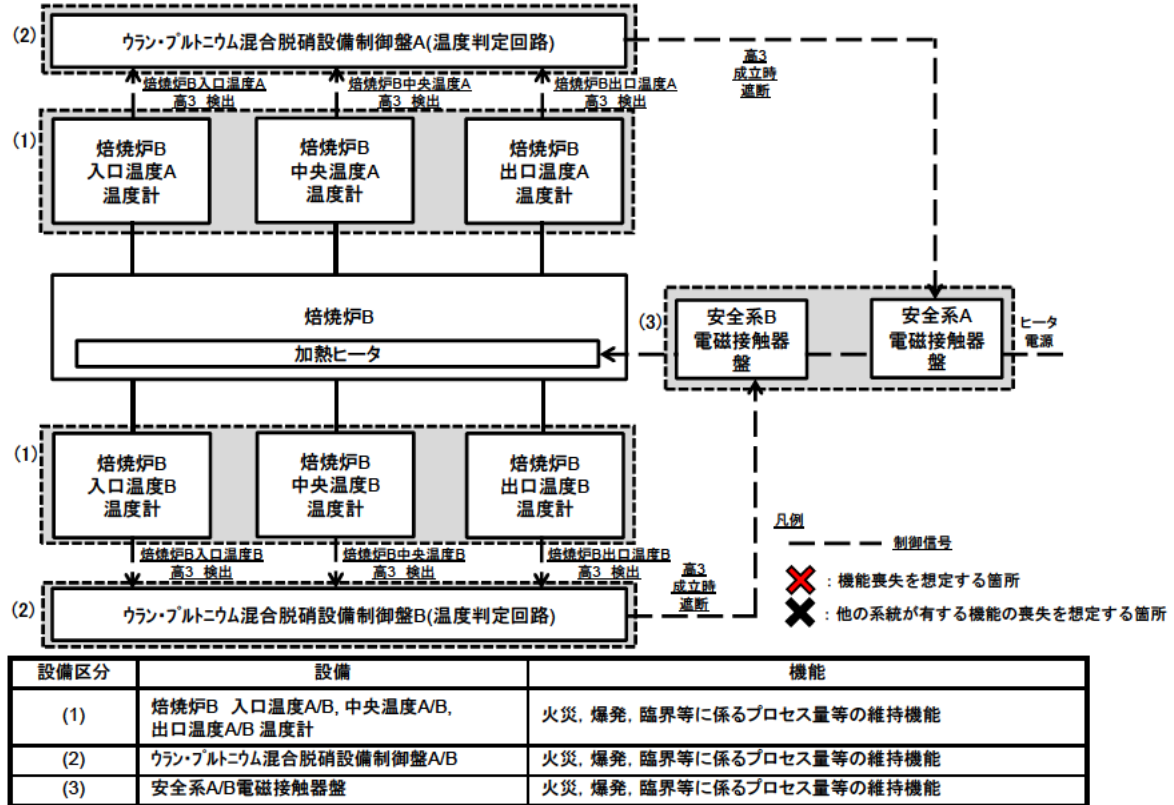 (2)
ウラン・プルトニウム混合脱硝設備制御盤A(温度判定回路)
焙焼炉B入口温度A
高3 検出
焙焼炉B中央温度A
高3 検出
焙焼炉B出口温度A
高3 検出
高3
成立時
遮断
(1)
焙焼炉B
入口温度A
温度計
焙焼炉B
中央温度A
温度計
焙焼炉B
出口温度A
温度計
焙焼炉B
加熱ヒータ
(3)
安全系B
電磁接触器
盤
安全系A
電磁接触器
盤
ヒータ
電源
(1)
焙焼炉B
入口温度B
温度計
焙焼炉B
中央温度B
温度計
焙焼炉B
出口温度B
温度計
焙焼炉B入口温度B
高3 検出
焙焼炉B中央温度B
高3 検出
焙焼炉B出口温度B
高3 検出
高3
成立時
遮断
(2)
ウラン・プルトニウム混合脱硝設備制御盤B(温度判定回路)
凡例
制御信号
：機能喪失を想定する箇所
：他の系統が有する機能の喪失を想定する箇所
設備区分 設備 機能
(1) 焙焼炉B 入口温度A/B, 中央温度A/B, 火災, 爆発, 臨界等に係るプロセス量等の維持機能
出口温度A/B 温度計
(2) ウラン・プルトニウム混合脱硝設備制御盤A/B 火災, 爆発, 臨界等に係るプロセス量等の維持機能
(3) 安全系A/B電磁接触器盤 火災, 爆発, 臨界等に係るプロセス量等の維持機能